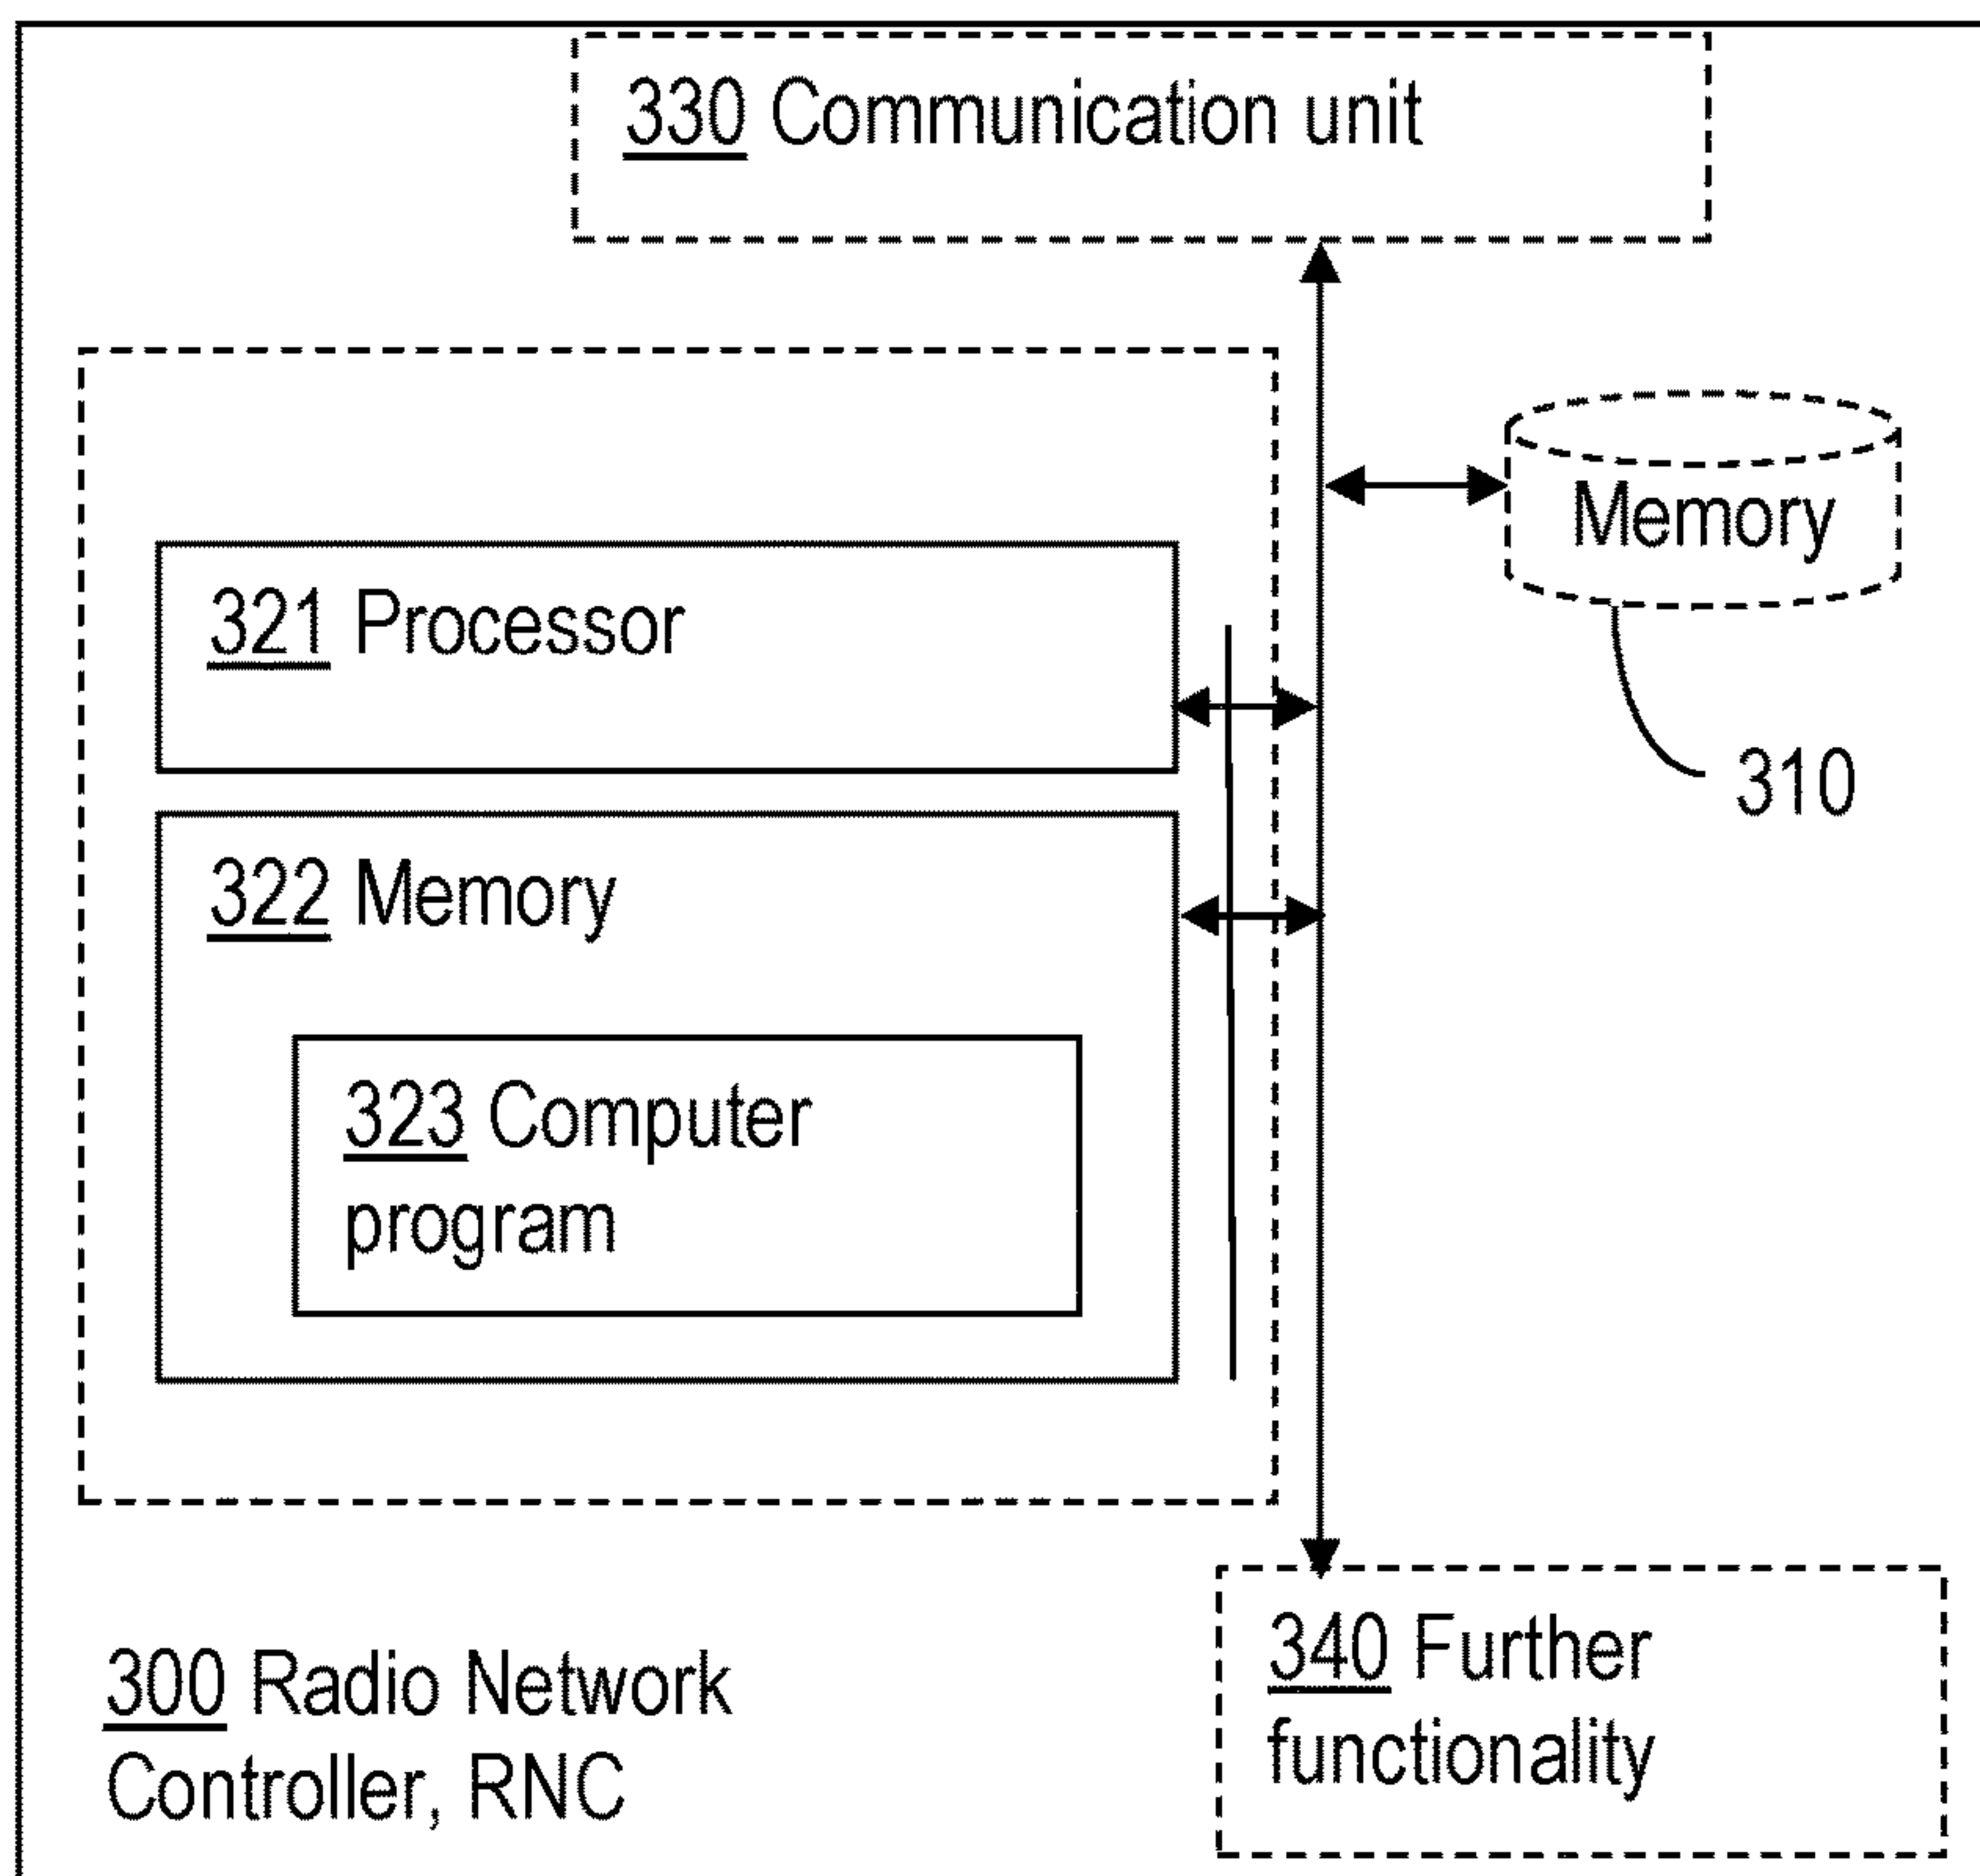 330 Communication unit
Memory
321 Processor
310
322 Memory
323 Computer
program
300 Radio Network
Controller, RNC
340 Further
functionality